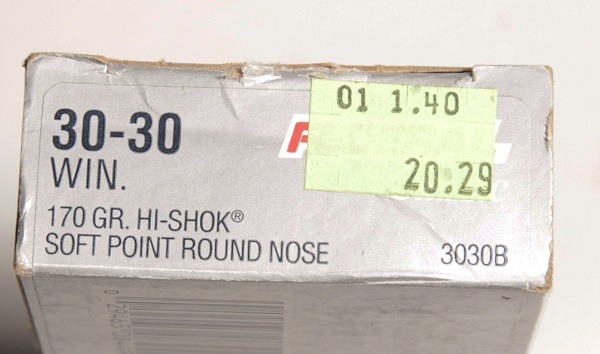 30-30
WIN.
170 GR. HI-SHOK®
SOFT POINT ROUND NOSE
3030B
01 1.40
20.29